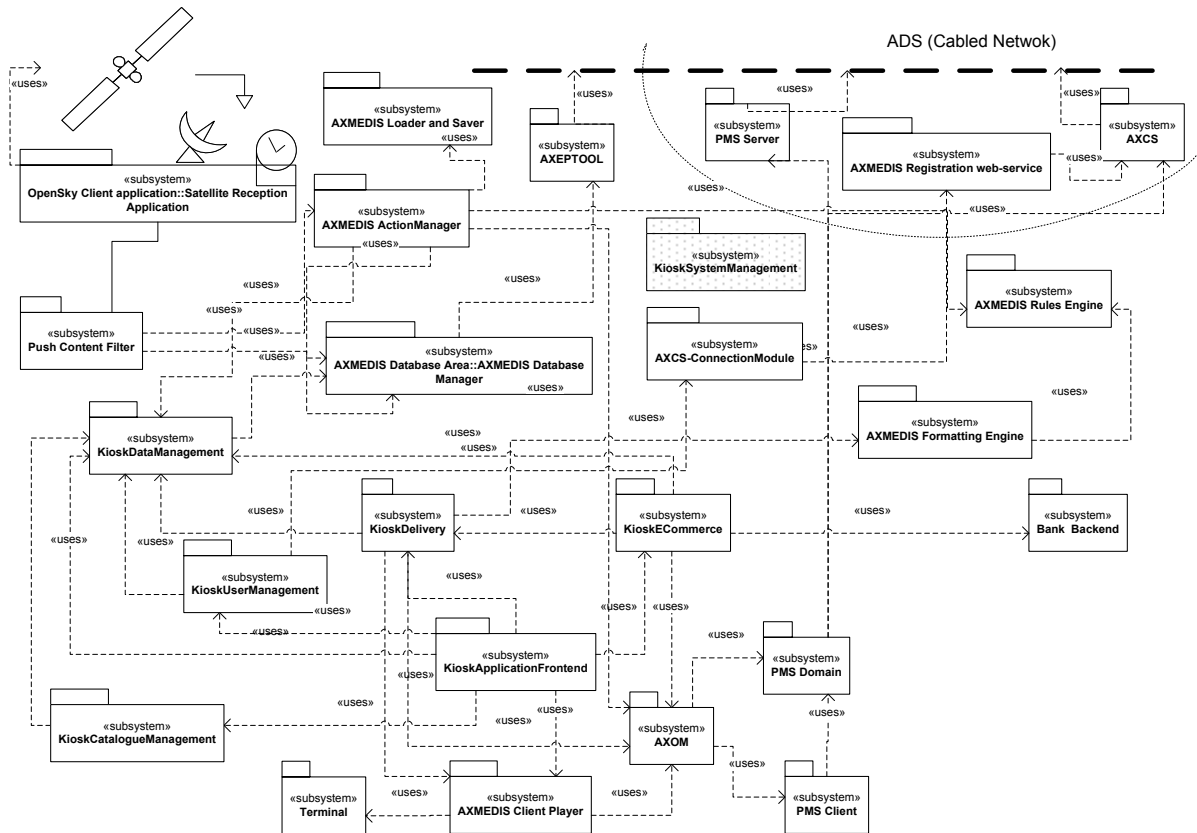 ADS (Cabled Netwok)
«uses»
«uses»
«uses»
«uses»
«uses»
«subsystem»
AXMEDIS Loader and Saver
«uses»
«subsystem»
AXEPTOOL
«subsystem»
PMS Server
«subsystem»
AXCS
«subsystem»
AXMEDIS Registration web-service
«uses»
«subsystem»
OpenSky Client application::Satellite Reception
Application
«subsystem»
AXMEDIS ActionManager
«uses»
«uses»
«uses»
«uses»
«subsystem»
KioskSystemManagement
«uses»
«uses»
«uses»
«subsystem»
AXMEDIS Rules Engine
«subsystem»
Push Content Filter
«uses»
«uses»
«subsystem»
AXMEDIS Database Area::AXMEDIS Database
Manager
«uses»
«subsystem»
AXCS-ConnectionModule
«uses»
«uses»
«subsystem»
KioskDataManagement
«uses»
«uses»
«uses»
«subsystem»
AXMEDIS Formatting Engine
«uses»
«subsystem»
KioskDelivery
«uses»
«subsystem»
KioskECommerce
«uses»
«subsystem»
Bank Backend
«uses»
«uses»
«subsystem»
KioskUserManagement
«uses»
«uses»
«uses»
«uses»
«uses»
«subsystem»
KioskApplicationFrontend
«uses»
«uses»
«subsystem»
PMS Domain
«uses»
«uses»
«uses»
«uses»
«subsystem»
KioskCatalogueManagement
«subsystem»
AXOM
«uses»
«uses»
«subsystem»
Terminal
«uses»
«subsystem»
AXMEDIS Client Player
«uses»
«subsystem»
PMS Client